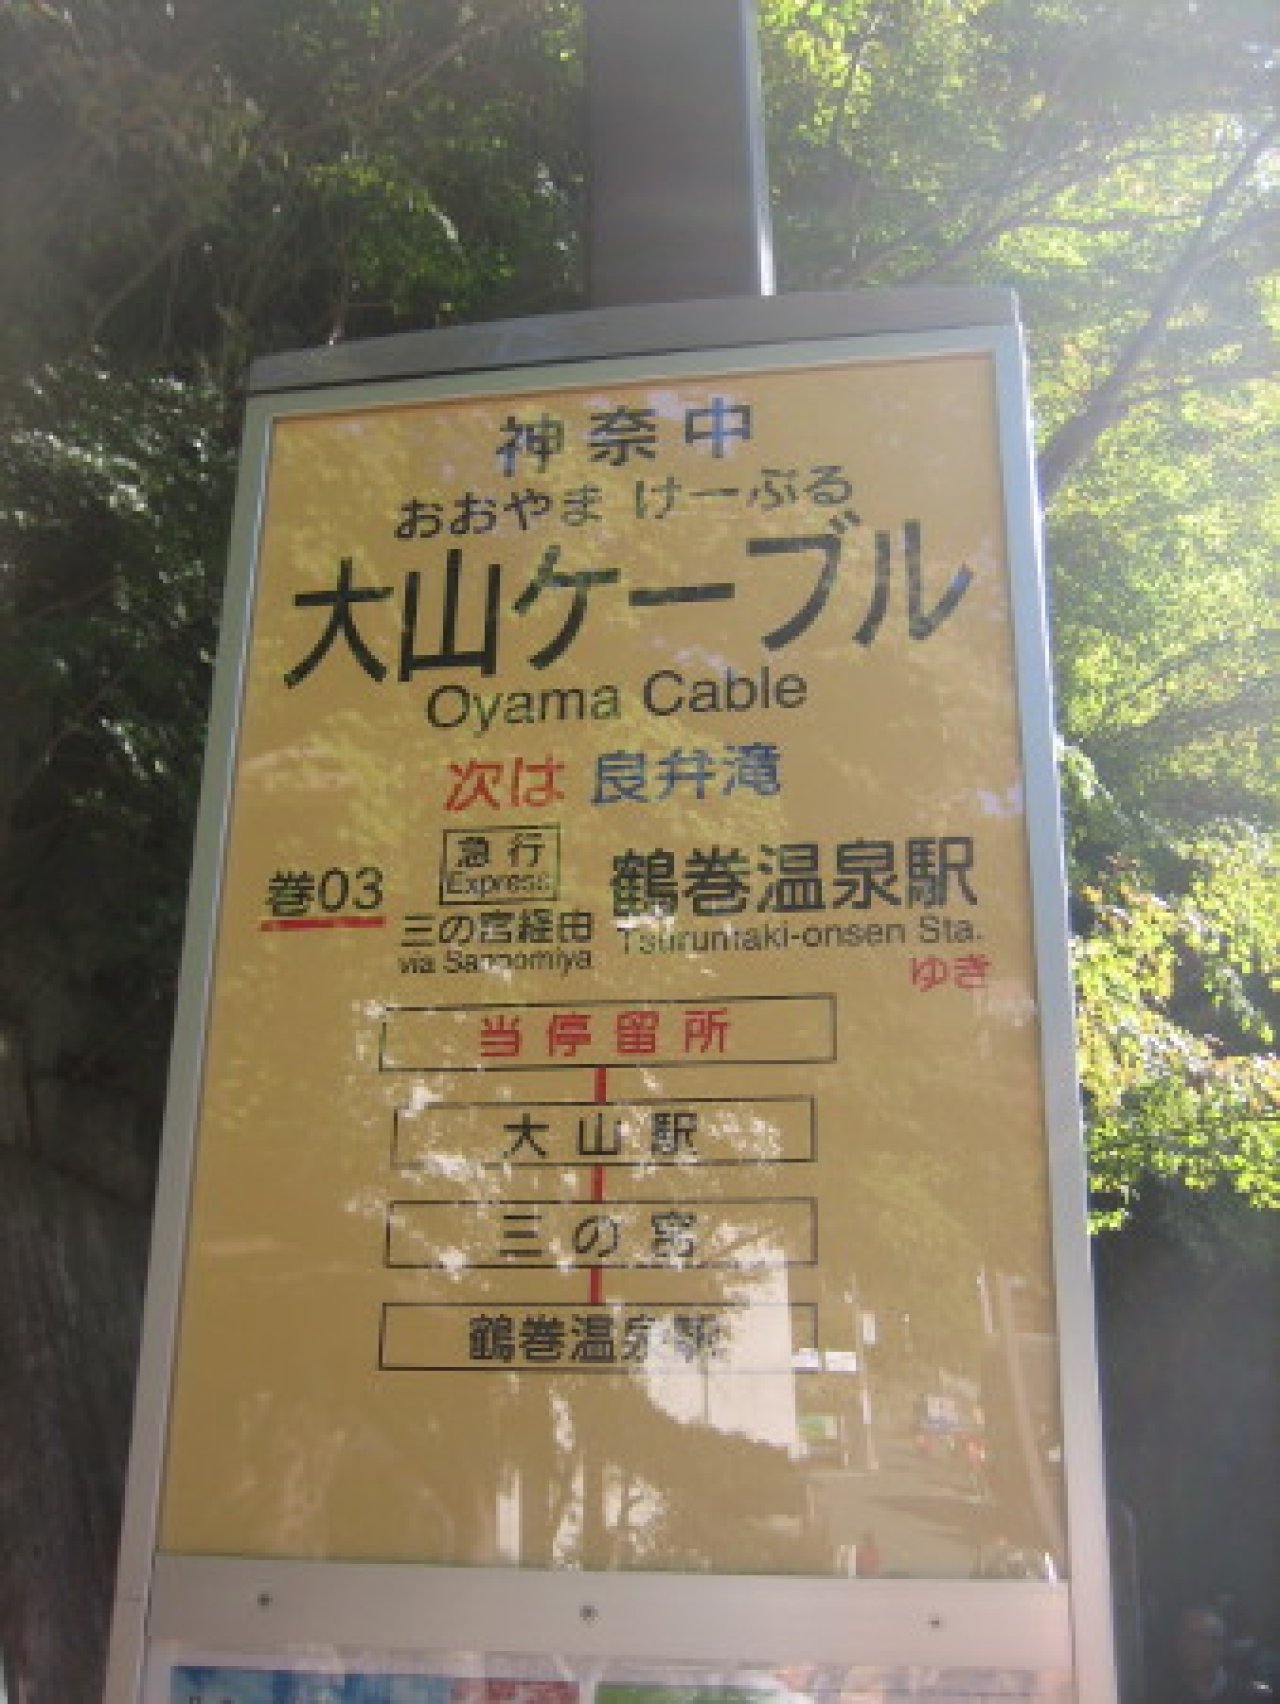 神奈中
おおやま けーぶる
大山ケーブル
Oyama Cable
次は 良弁滝
巻03
急行
Express
三の宮経由
via Sannomiya
鶴巻温泉駅
Tsurumaki-onsen Sta.
ゆき
当停留所
大山駅
三の宮
鶴巻温泉駅